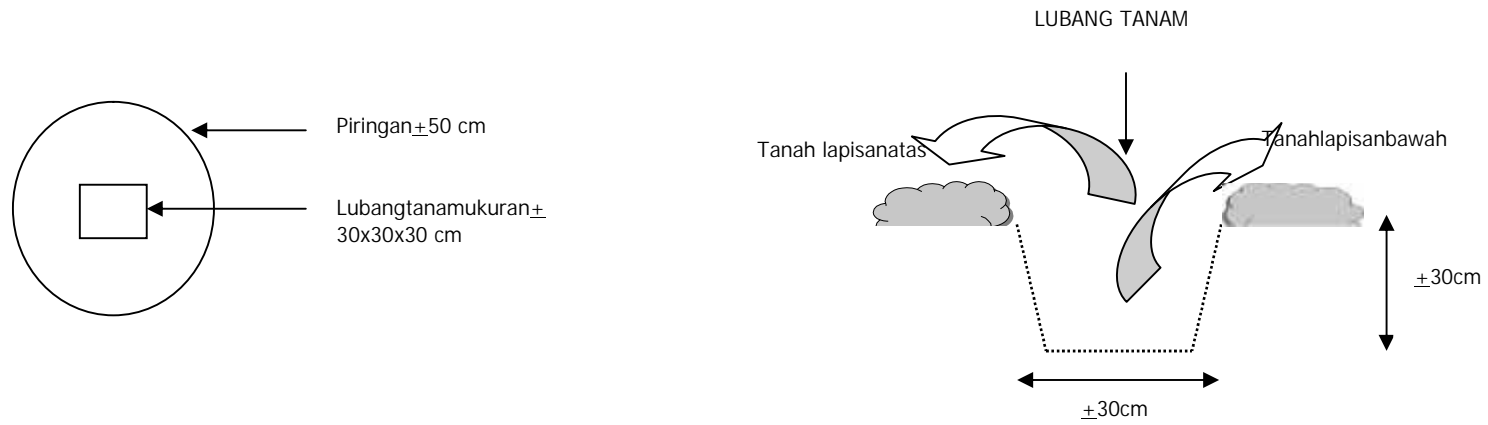 LUBANG TANAM
Piringan±50 cm
Lubangtanamukuran±
30x30x30 cm
Tanah lapisanatas
Tanahlapisanbawah
±30cm
±30cm